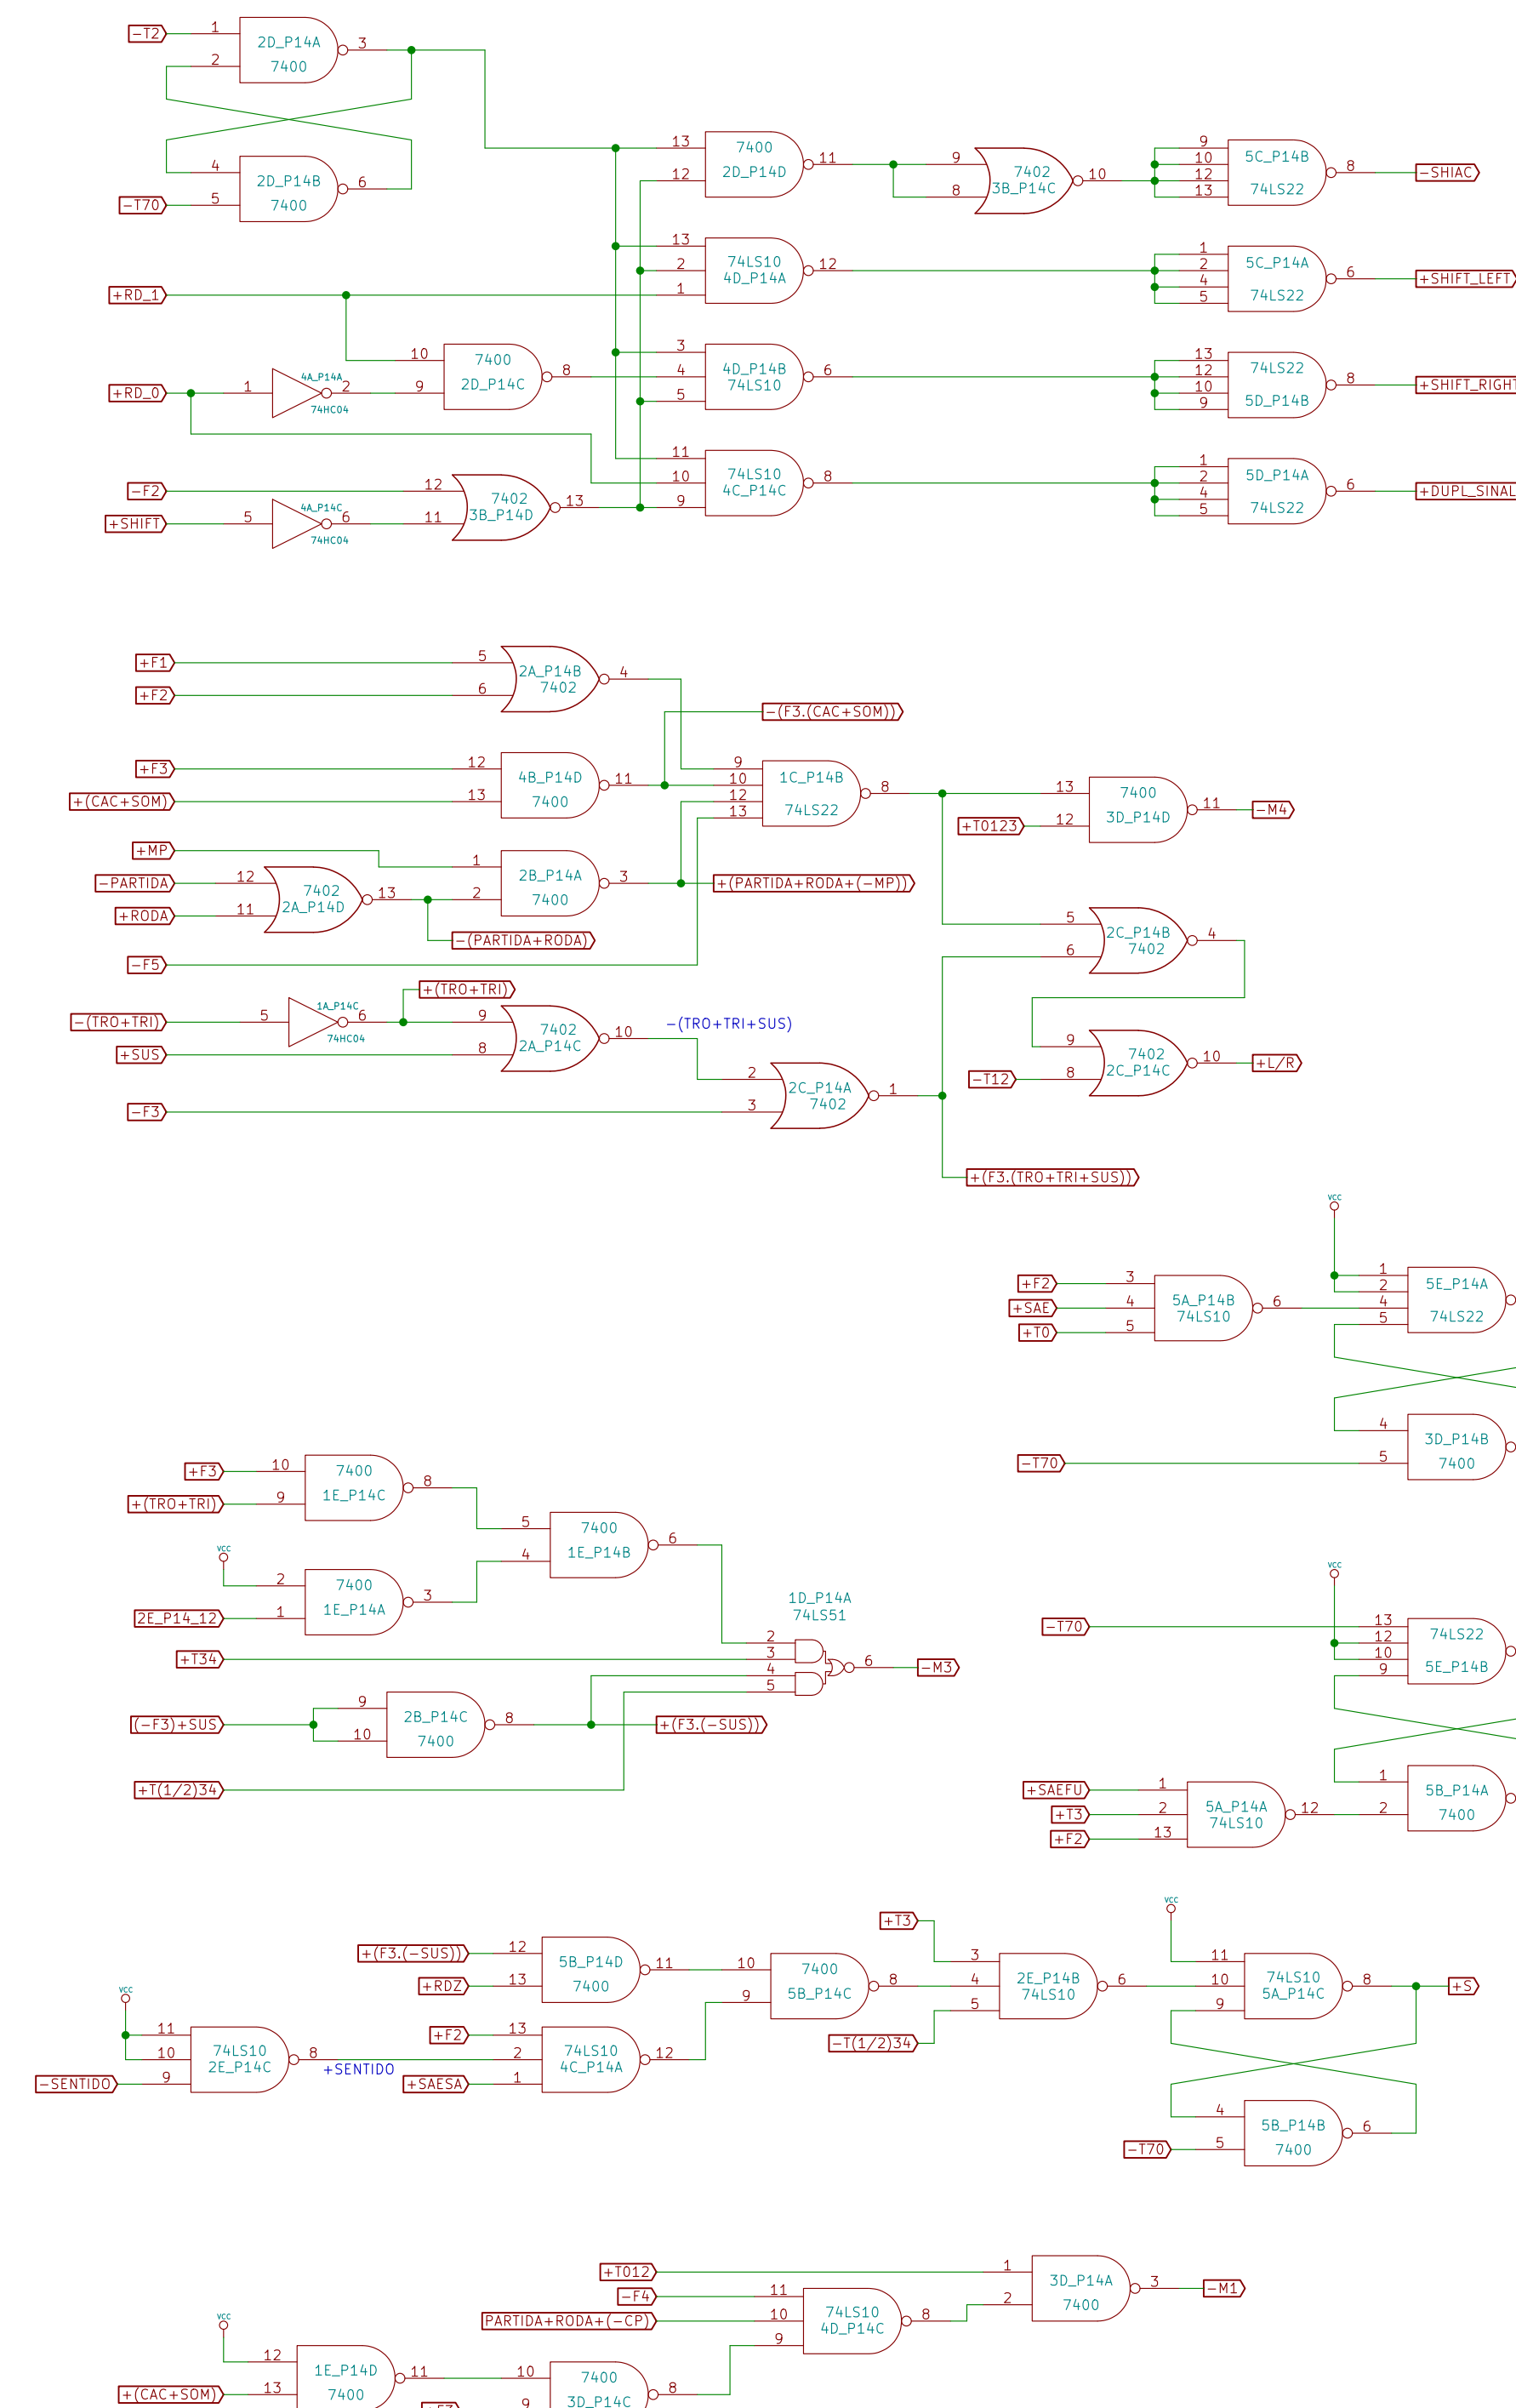 -T2
1
2
2D_P14A
7400
3
4
5
2D_P14B
7400
6
-T70
13
12
7400
2D_P14D
11
9
8
7402
3B_P14C
10
9
10
12
13
5C_P14B
74LS22
8
-SHIAC
13
2
1
74LS10
4D_P14A
12
1
2
4
5
5C_P14A
74LS22
6
+SHIFT_LEFT
+RD_1
10
9
7400
2D_P14C
8
3
4
5
4D_P14B
74LS10
6
13
12
10
9
74LS22
5D_P14B
8
+SHIFT_RIGHT
+RD_0
1
4A_P14A
2
74HC04
11
10
9
74LS10
4C_P14C
8
1
2
4
5
5D_P14A
74LS22
6
+DUPL_SINAL
-F2
12
11
7402
3B_P14D
13
+SHIFT
5
4A_P14C
6
74HC04
+F1
5
+F2
6
2A_P14B
7402
4
-(F3.(CAC+SOM))
+F3
12
+(CAC+SOM)
13
4B_P14D
7400
11
9
10
12
13
1C_P14B
74LS22
8
13
12
7400
3D_P14D
11
-M4
+T0123
+MP
1
2
2B_P14A
7400
3
+(PARTIDA+RODA+(-MP))
-PARTIDA
12
+RODA
11
7402
2A_P14D
13
-(PARTIDA+RODA)
-F5
5
6
2C_P14B
7402
4
+(TRO+TRI)
-(TRO+TRI)
5
1A_P14C
6
74HC04
+SUS
9
8
7402
2A_P14C
10
-(TRO+TRI+SUS)
-F3
2
3
2C_P14A
7402
1
9
8
7402
2C_P14C
10
+L/R
-T12
+(F3.(TRO+TRI+SUS))
VCC
+F2
3
+SAE
4
+T0
5
5A_P14B
74LS10
6
1
2
4
5
5E_P14A
74LS22
4
5
3D_P14B
7400
-T70
+F3
10
+(TRO+TRI)
9
7400
1E_P14C
8
VCC
2
2E_P14_12
1
7400
1E_P14A
3
5
4
7400
1E_P14B
6
1D_P14A
74LS51
+T34
2
3
4
5
6
-M3
(-F3)+SUS
9
10
2B_P14C
7400
8
+(F3.(-SUS))
+T(1/2)34
VCC
-T70
13
12
10
9
74LS22
5E_P14B
+SAEFU
1
+T3
2
+F2
13
5A_P14A
74LS10
12
1
2
5B_P14A
7400
+(F3.(-SUS))
12
+RDZ
13
5B_P14D
7400
11
VCC
11
10
-SENTIDO
9
74LS10
2E_P14C
8
+SENTIDO
+F2
13
2
+SAESA
1
74LS10
4C_P14A
12
10
9
7400
5B_P14C
8
+T3
3
4
5
2E_P14B
74LS10
6
-T(1/2)34
VCC
11
10
9
74LS10
5A_P14C
8
+S
4
-T70
5
5B_P14B
7400
6
+T012
1
2
3D_P14A
7400
3
-M1
-F4
11
PARTIDA+RODA+(-CP)
10
9
74LS10
4D_P14C
8
VCC
12
+(CAC+SOM)
13
1E_P14D
7400
11
10
9
7400
3D_P14C
8